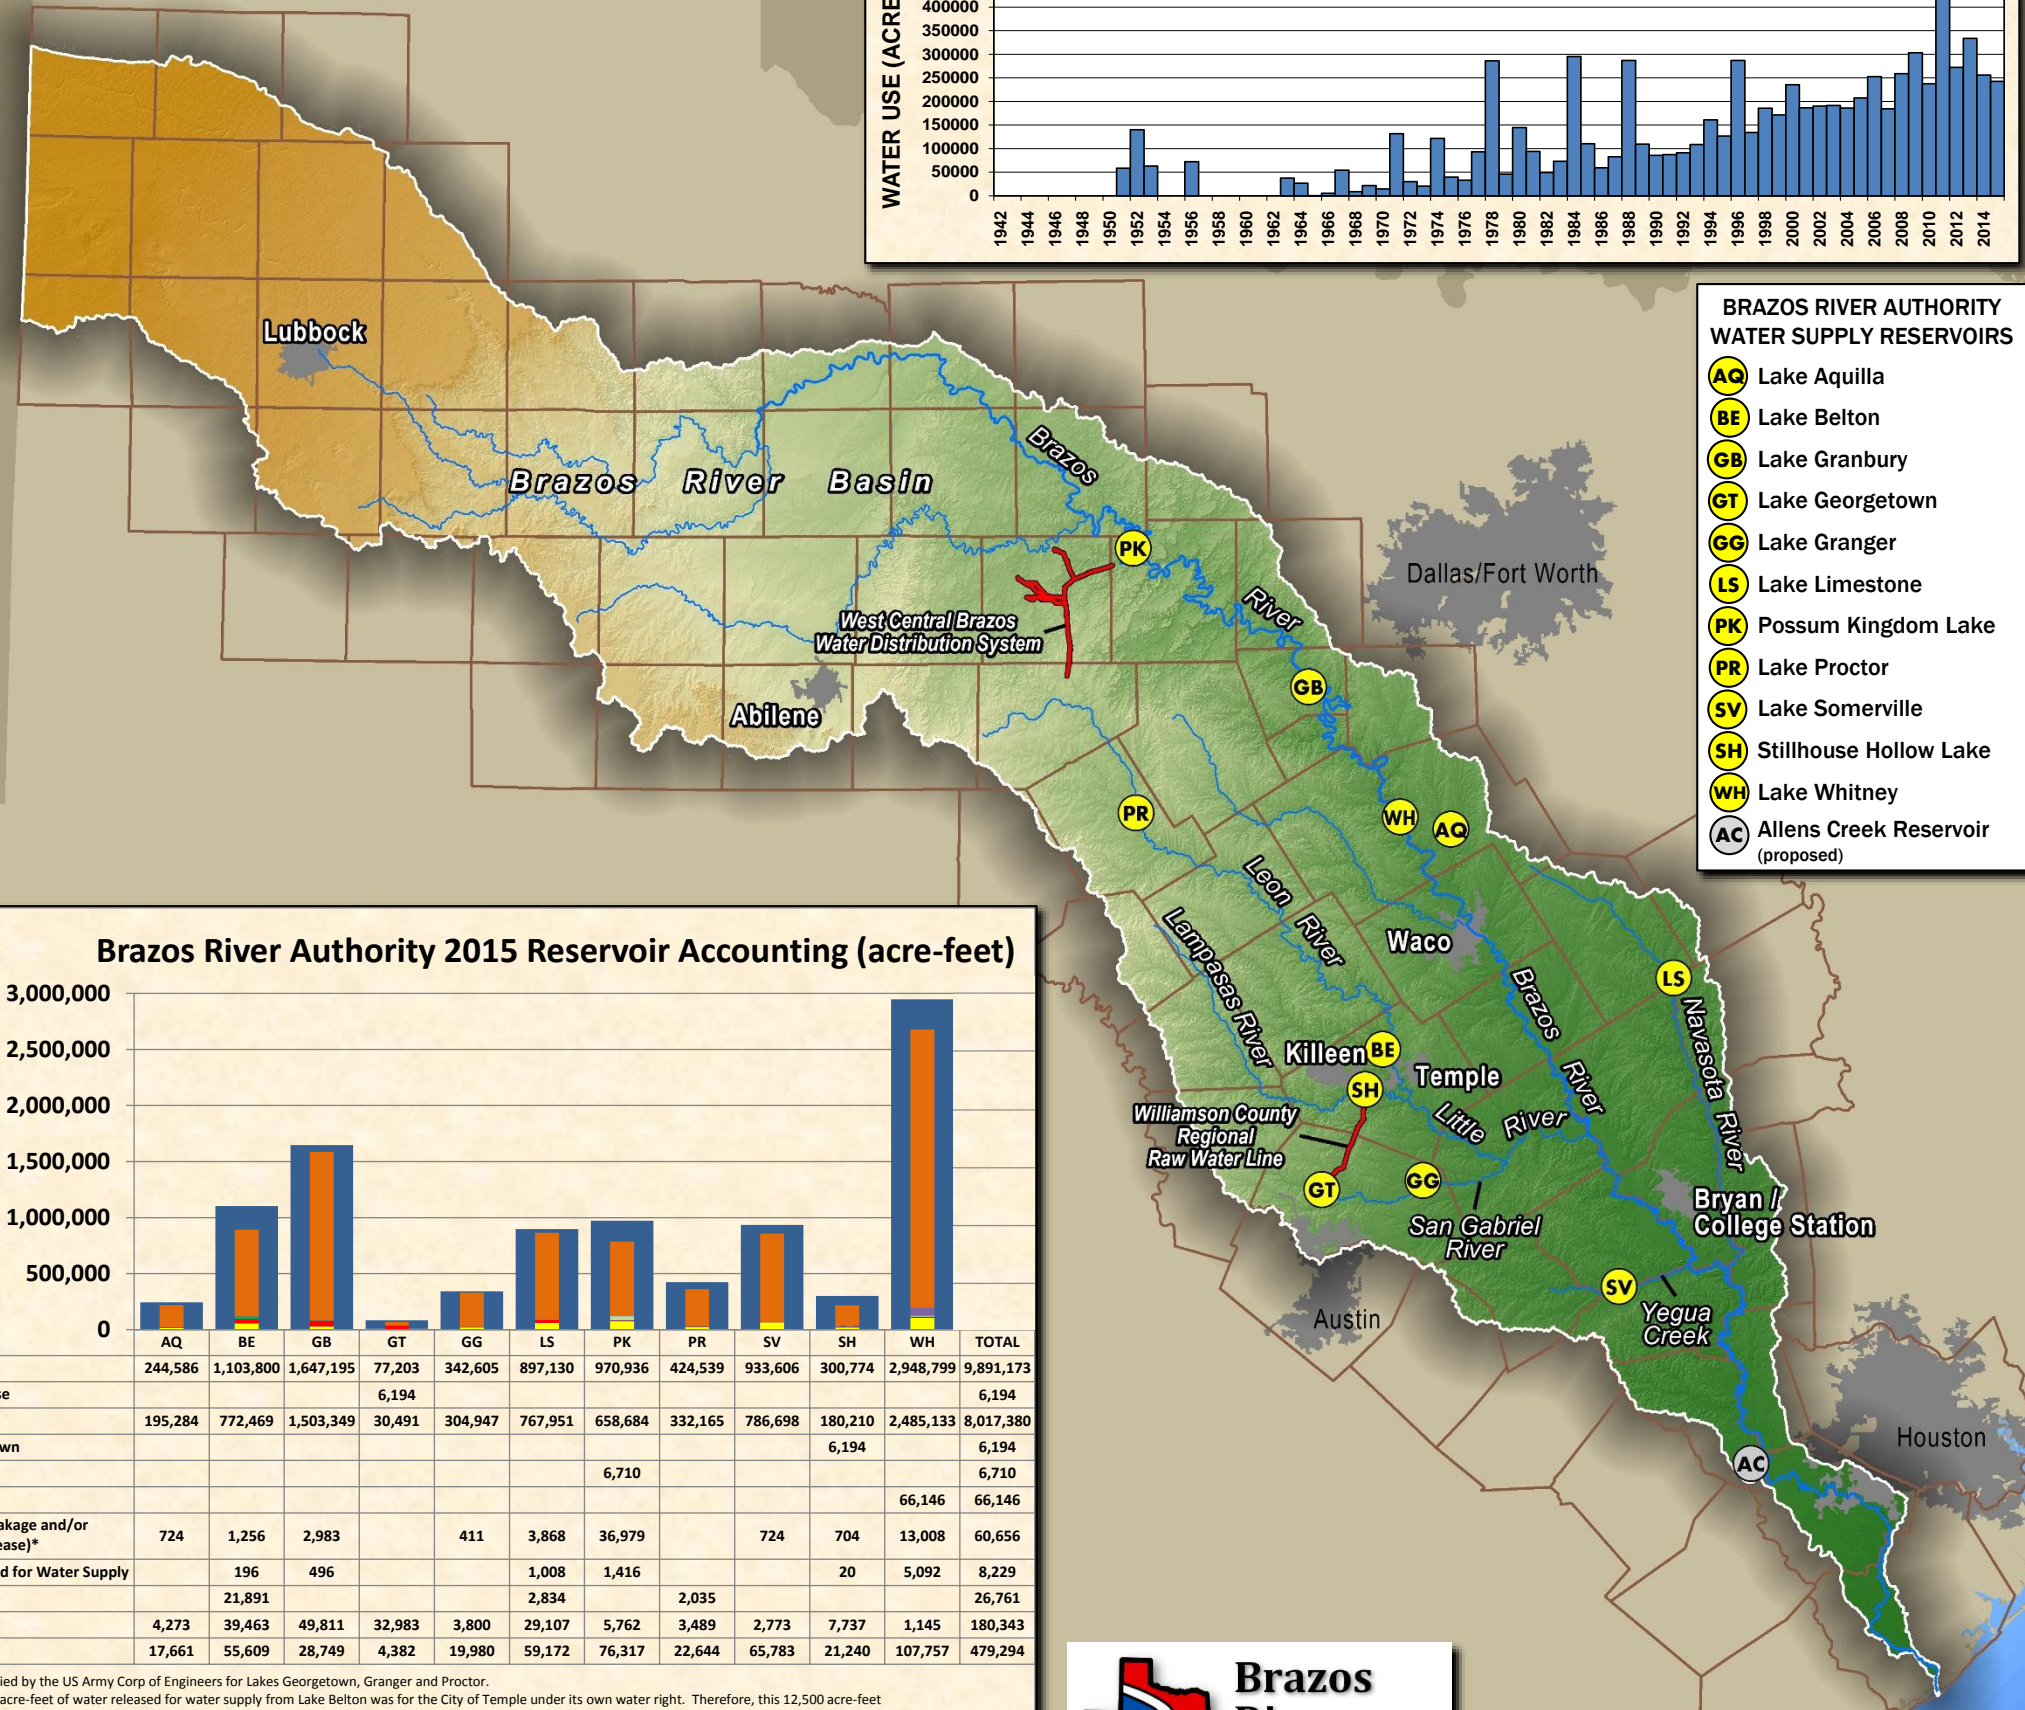 WATER USE (ACRE
400000
350000
300000
250000
200000
150000
100000
50000
0
1942 1944 1946 1948 1950 1952 1954 1956 1958 1960 1962 1964 1966 1968 1970 1972 1974 1976 1978 1980 1982 1984 1986 1988 1990 1992 1994 1996 1998 2000 2002 2004 2006 2008 2010 2012 2014
BRAZOS RIVER AUTHORITY
WATER SUPPLY RESERVOIRS
AQ Lake Aquilla
BE Lake Belton
GB Lake Granbury
GT Lake Georgetown
GG Lake Granger
LS Lake Limestone
PK Possum Kingdom Lake
PR Lake Proctor
SV Lake Somerville
SH Stillhouse Hollow Lake
WH Lake Whitney
AC Allens Creek Reservoir
(proposed)
Lubbock
Brazos River Basin
Brazos
PK
Dallas/Fort Worth
River
West Central Brazos
Water Distribution System
GB
Abilene
PR
WH
AQ
Leon
River
Lampasas River
Waco
LS
Brazos
River
Navasota River
Killeen
BE
Temple
SH
Little River
Williamson County
Regional
Raw Water Line
GT
GG
San Gabriel
River
Bryan /
College Station
SV
Yegua
Creek
Austin
Houston
AC
Brazos River Authority 2015 Reservoir Accounting (acre-feet)
3,000,000
2,500,000
2,000,000
1,500,000
1,000,000
500,000
0
AQ BE GB GT GG LS PK PR SV SH WH TOTAL
244,586 1,103,800 1,647,195 77,203 342,605 897,130 970,936 424,539 933,606 300,774 2,948,799 9,891,173
se 6,194 6,194
195,284 772,469 1,503,349 30,491 304,947 767,951 658,684 332,165 786,698 180,210 2,485,133 8,017,380
wn 6,194 6,194
6,710 6,710
66,146 66,146
akage and/or
ease)* 724 1,256 2,983 411 3,868 36,979 724 704 13,008 60,656
d for Water Supply 196 496 1,008 1,416 20 5,092 8,229
21,891 2,834 2,035 26,761
4,273 39,463 49,811 32,983 3,800 29,107 5,762 3,489 2,773 7,737 1,145 180,343
17,661 55,609 28,749 4,382 19,980 59,172 76,317 22,644 65,783 21,240 107,757 479,294
ied by the US Army Corp of Engineers for Lakes Georgetown, Granger and Proctor.
acre-feet of water released for water supply from Lake Belton was for the City of Temple under its own water right. Therefore, this 12,500 acre-feet
Brazos